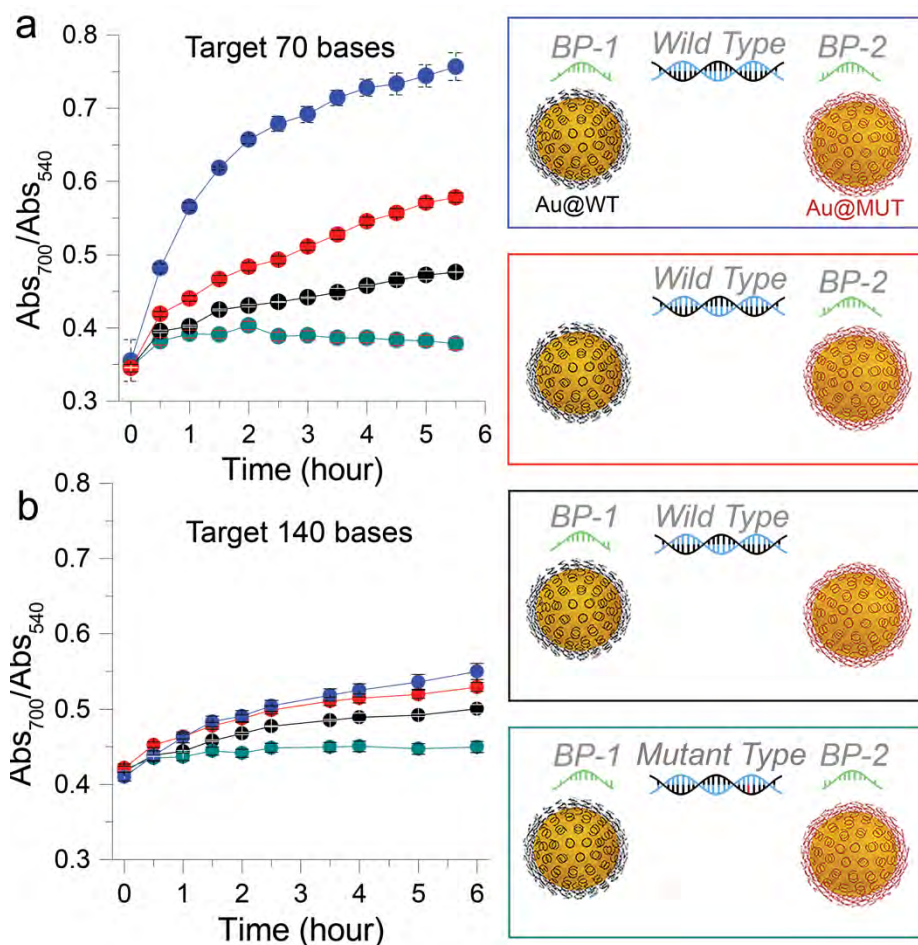 a
Target 70 bases
Abs700/Abs540
0.8
0.7
0.6
0.5
0.4
0.3
0 1 2 3 4 5 6
Time (hour)
b
Target 140 bases
Abs700/Abs540
0.8
0.7
0.6
0.5
0.4
0.3
0 1 2 3 4 5 6
Time (hour)
BP-1 Wild Type BP-2
Au@WT Au@MUT
Wild Type BP-2
BP-1 Wild Type
BP-1 Mutant Type BP-2